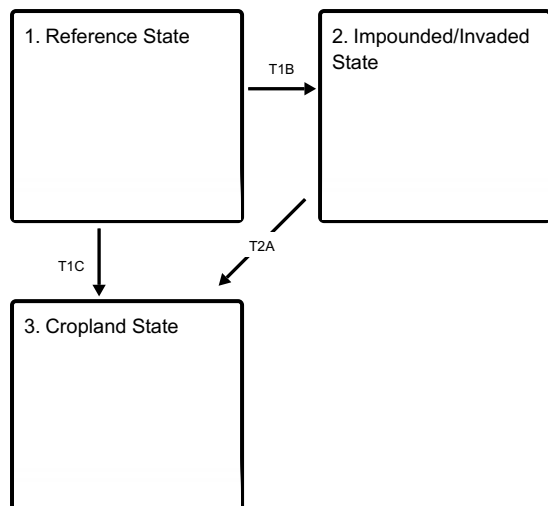 1. Reference State
2. Impounded/Invaded
State
T1B
T1C
T2A
3. Cropland State